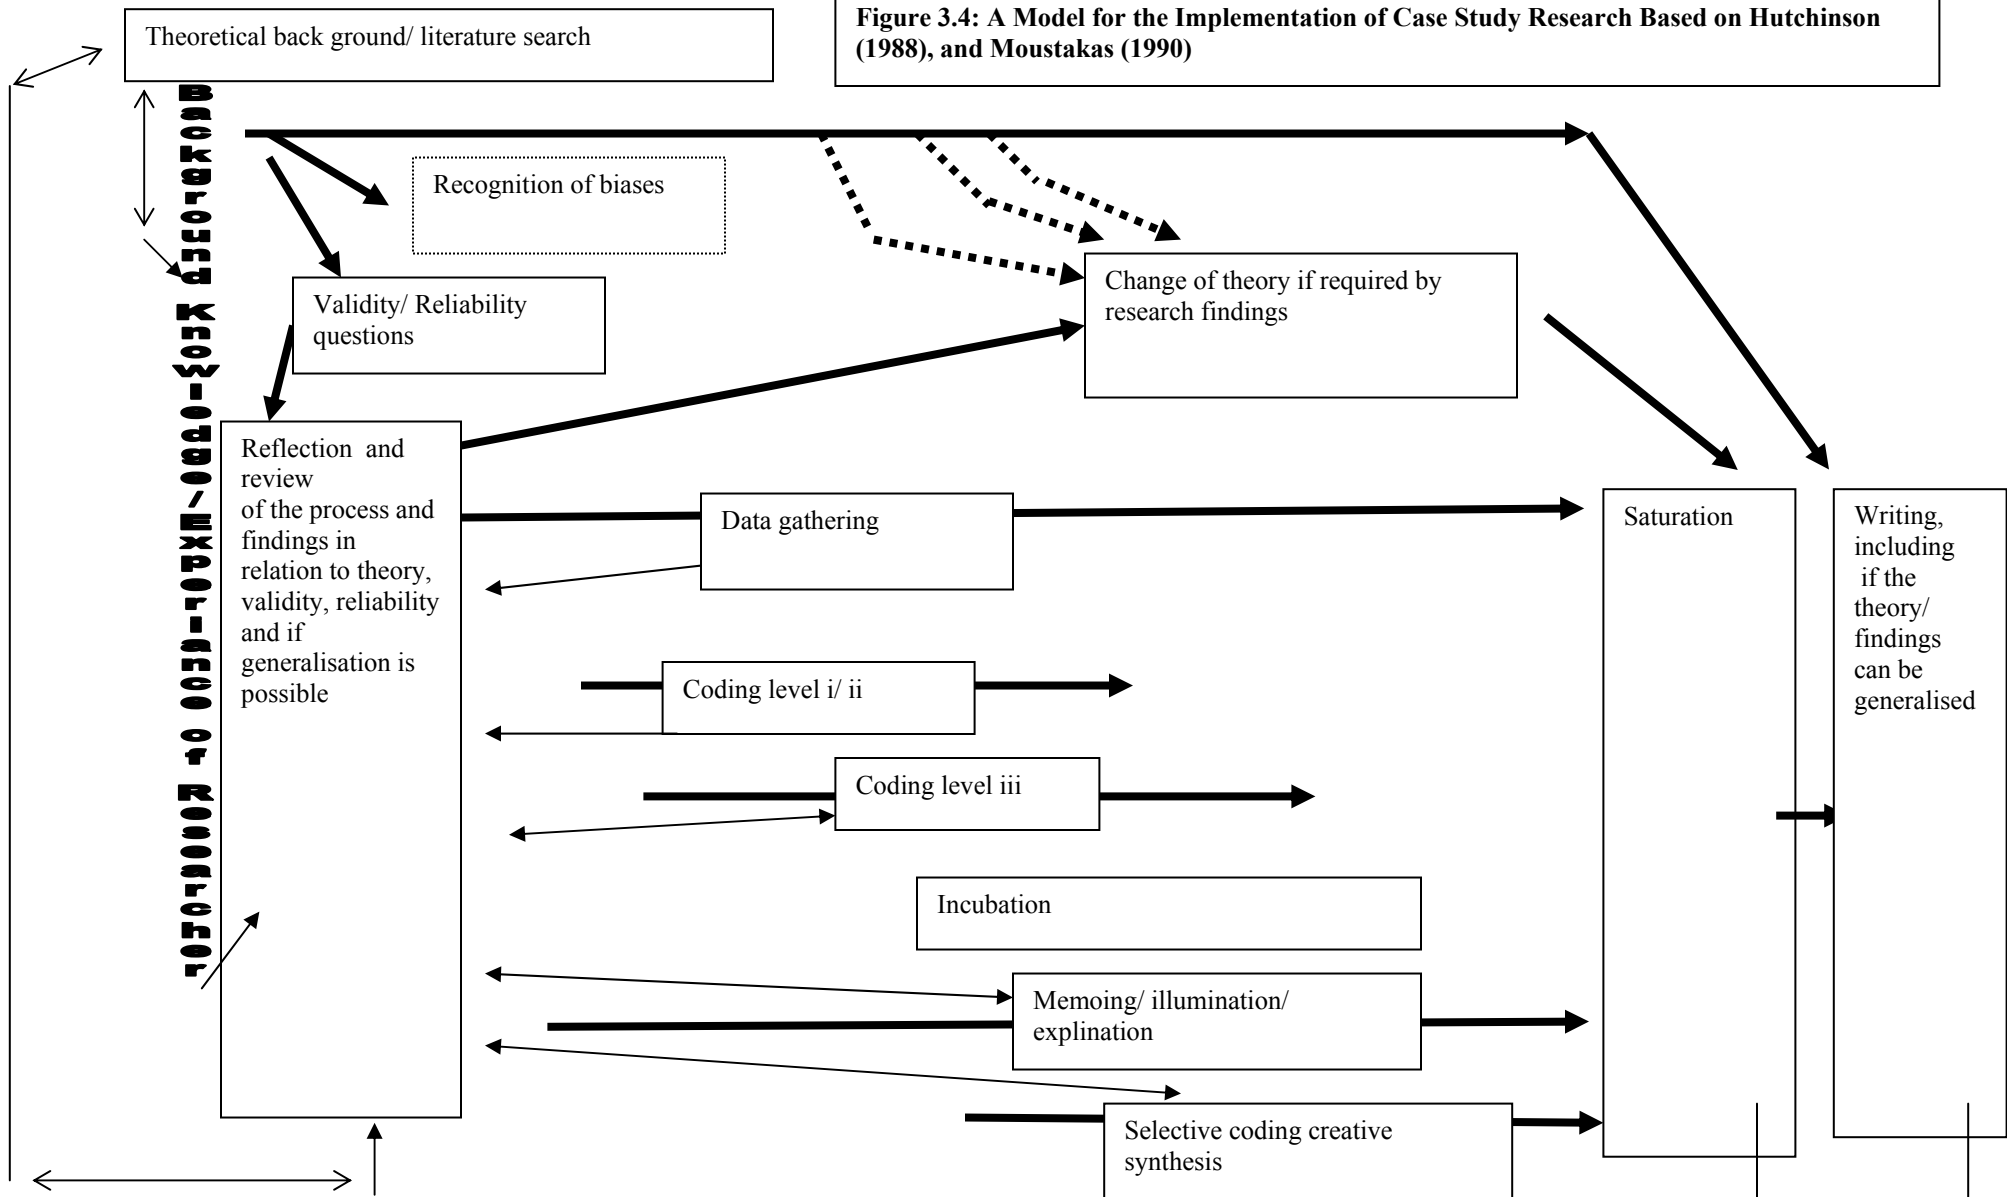 Figure 3.4: A Model for the Implementation of Case Study Research Based on Hutchinson
(1988), and Moustakas (1990)
Theoretical back ground/ literature search
Background KnoWledge/Experiance of Researcher
Recognition of biases
Validity/ Reliability
questions
Change of theory if required by
research findings
Reflection and
review
of the process and
findings in
relation to theory,
validity, reliability
and if
generalisation is
possible
Data gathering
Coding level i/ ii
Coding level iii
Incubation
Memoing/ illumination/
explination
Selective coding creative
synthesis
Saturation
Writing,
including
if the
theory/
findings
can be
generalised